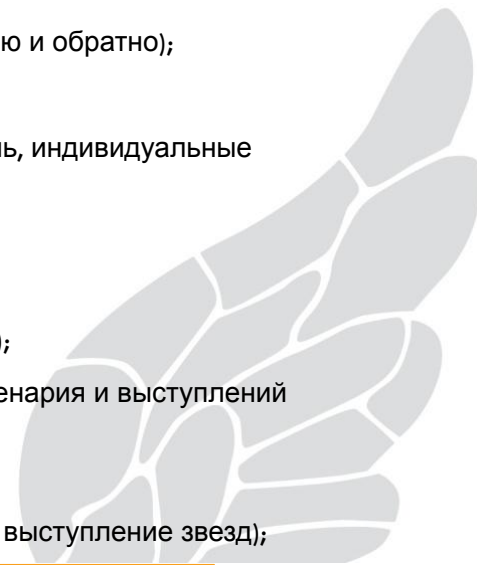 ю и обратно);
ь, индивидуальные
);
енария и выступлений
выступление звезд);